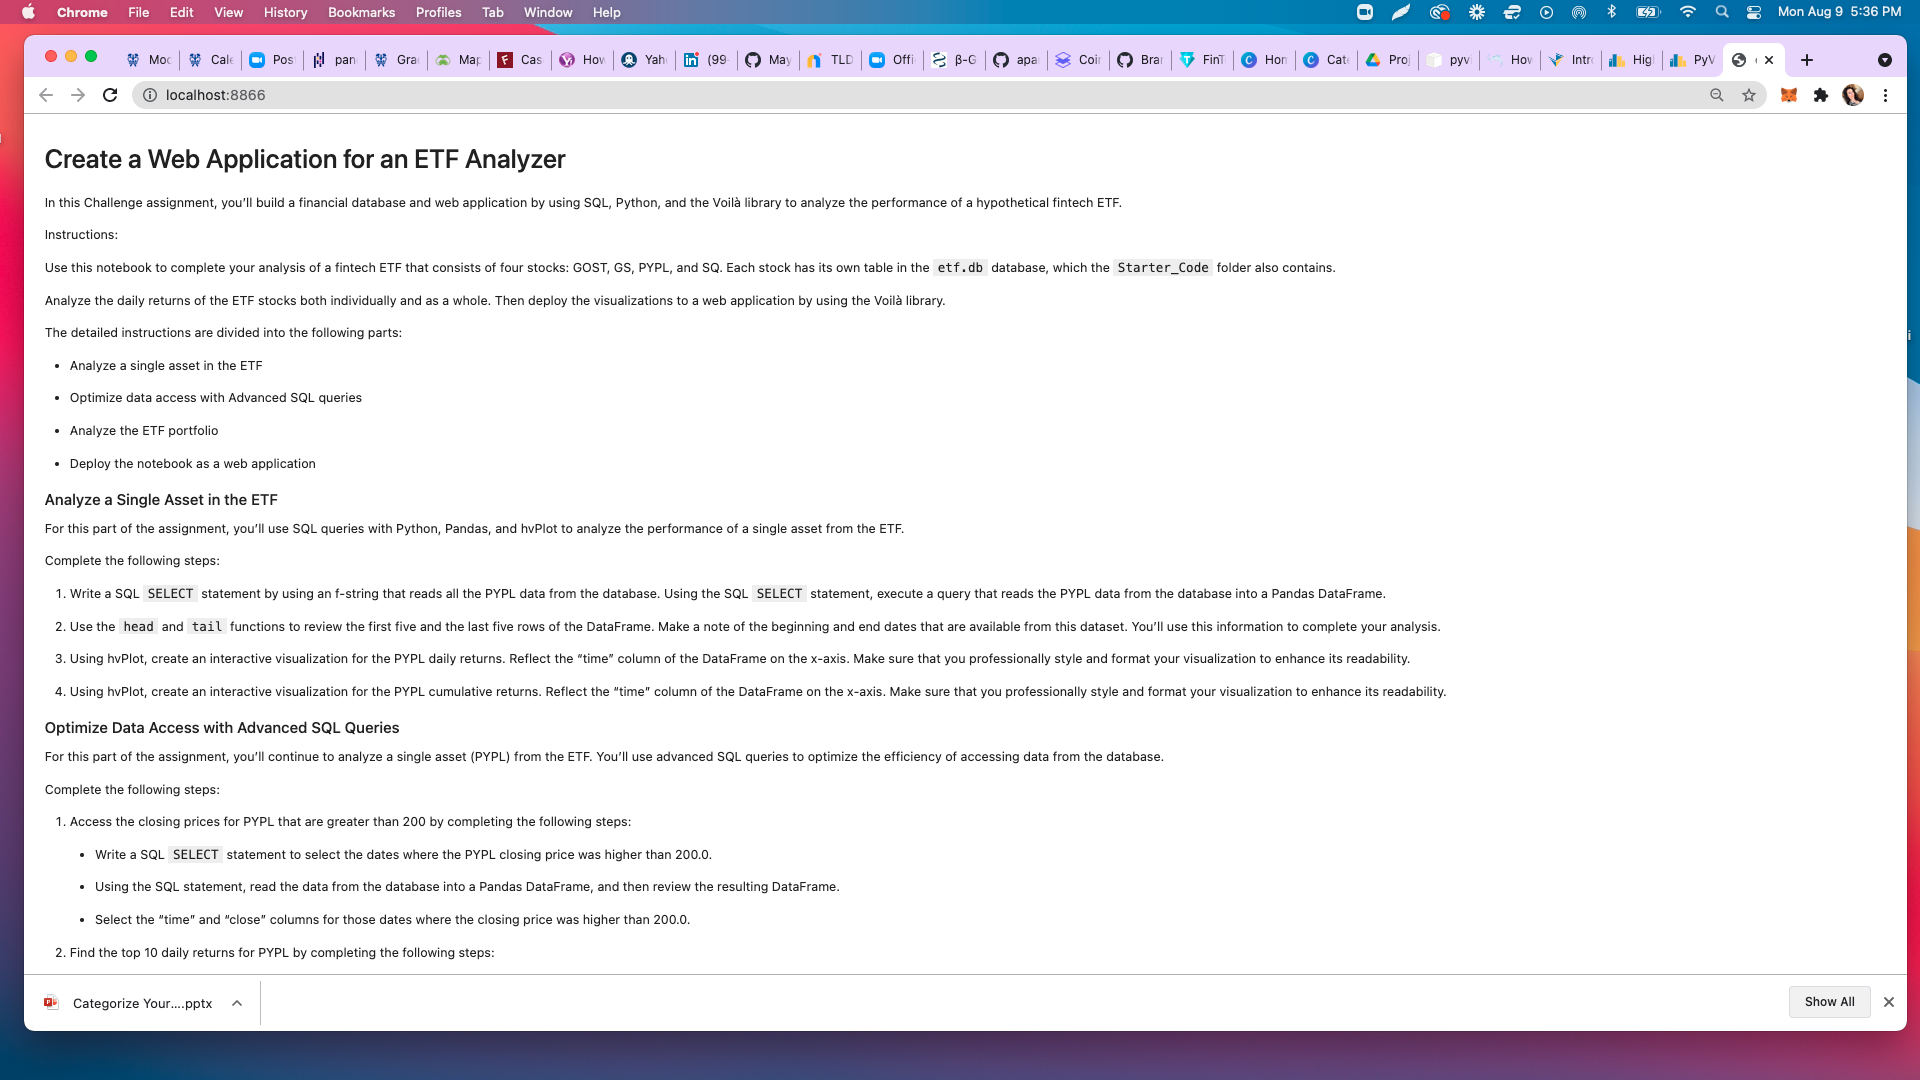 Chrome File Edit View History Bookmarks Profiles Tab Window Help Mon Aug 9 5:36 PM
Moc Cale Pos pan Gra Map Cas How Yah (99 May TLD Offi β-G apa Coin Bran FinT Hon Cate Proj pyvi How Intr Higl PyV
localhost:8866
Create a Web Application for an ETF Analyzer
In this Challenge assignment, you’ll build a financial database and web application by using SQL, Python, and the Voilà library to analyze the performance of a hypothetical fintech ETF.
Instructions:
Use this notebook to complete your analysis of a fintech ETF that consists of four stocks: GOST, GS, PYPL, and SQ. Each stock has its own table in the etf.db database, which the Starter_Code folder also contains.
Analyze the daily returns of the ETF stocks both individually and as a whole. Then deploy the visualizations to a web application by using the Voilà library.
The detailed instructions are divided into the following parts:
• Analyze a single asset in the ETF
• Optimize data access with Advanced SQL queries
• Analyze the ETF portfolio
• Deploy the notebook as a web application
Analyze a Single Asset in the ETF
For this part of the assignment, you’ll use SQL queries with Python, Pandas, and hvPlot to analyze the performance of a single asset from the ETF.
Complete the following steps:
1. Write a SQL SELECT statement by using an f-string that reads all the PYPL data from the database. Using the SQL SELECT statement, execute a query that reads the PYPL data from the database into a Pandas DataFrame.
2. Use the head and tail functions to review the first five and the last five rows of the DataFrame. Make a note of the beginning and end dates that are available from this dataset. You’ll use this information to complete your analysis.
3. Using hvPlot, create an interactive visualization for the PYPL daily returns. Reflect the “time” column of the DataFrame on the x-axis. Make sure that you professionally style and format your visualization to enhance its readability.
4. Using hvPlot, create an interactive visualization for the PYPL cumulative returns. Reflect the “time” column of the DataFrame on the x-axis. Make sure that you professionally style and format your visualization to enhance its readability.
Optimize Data Access with Advanced SQL Queries
For this part of the assignment, you’ll continue to analyze a single asset (PYPL) from the ETF. You’ll use advanced SQL queries to optimize the efficiency of accessing data from the database.
Complete the following steps:
1. Access the closing prices for PYPL that are greater than 200 by completing the following steps:
• Write a SQL SELECT statement to select the dates where the PYPL closing price was higher than 200.0.
• Using the SQL statement, read the data from the database into a Pandas DataFrame, and then review the resulting DataFrame.
• Select the “time” and “close” columns for those dates where the closing price was higher than 200.0.
2. Find the top 10 daily returns for PYPL by completing the following steps:
Categorize Your....pptx Show All